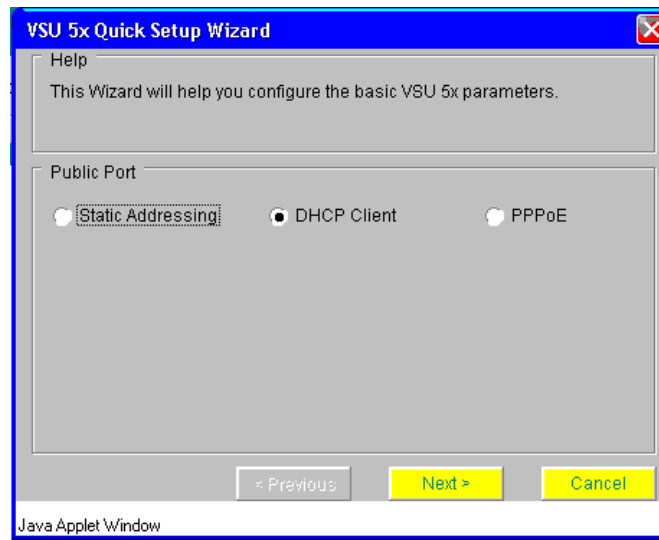 VSU 5x Quick Setup Wizard
Help
This Wizard will help you configure the basic VSU 5x parameters.
Public Port
Static Addressing
DHCP Client
PPPoE
< Previous
Next >
Cancel
Java Applet Window